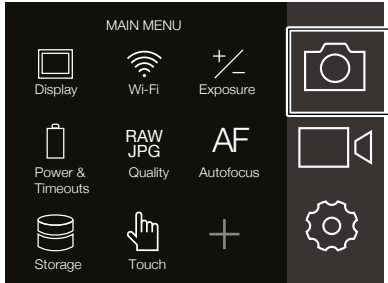 MAIN MENU
Display
Wi-Fi
Exposure
RAW
JPG
AF
Power &
Timeouts
Quality
Autofocus
Storage
Touch